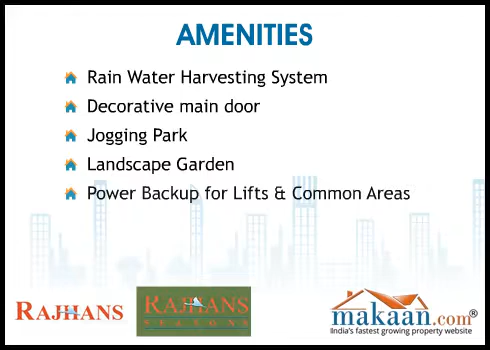 AMENITIES
Rain Water Harvesting System
Decorative main door
Jogging Park
Landscape Garden
Power Backup for Lifts & Common Areas
RAJHANS
RAJHANS
SEASONS
makaan.com®
India's fastest growing property website